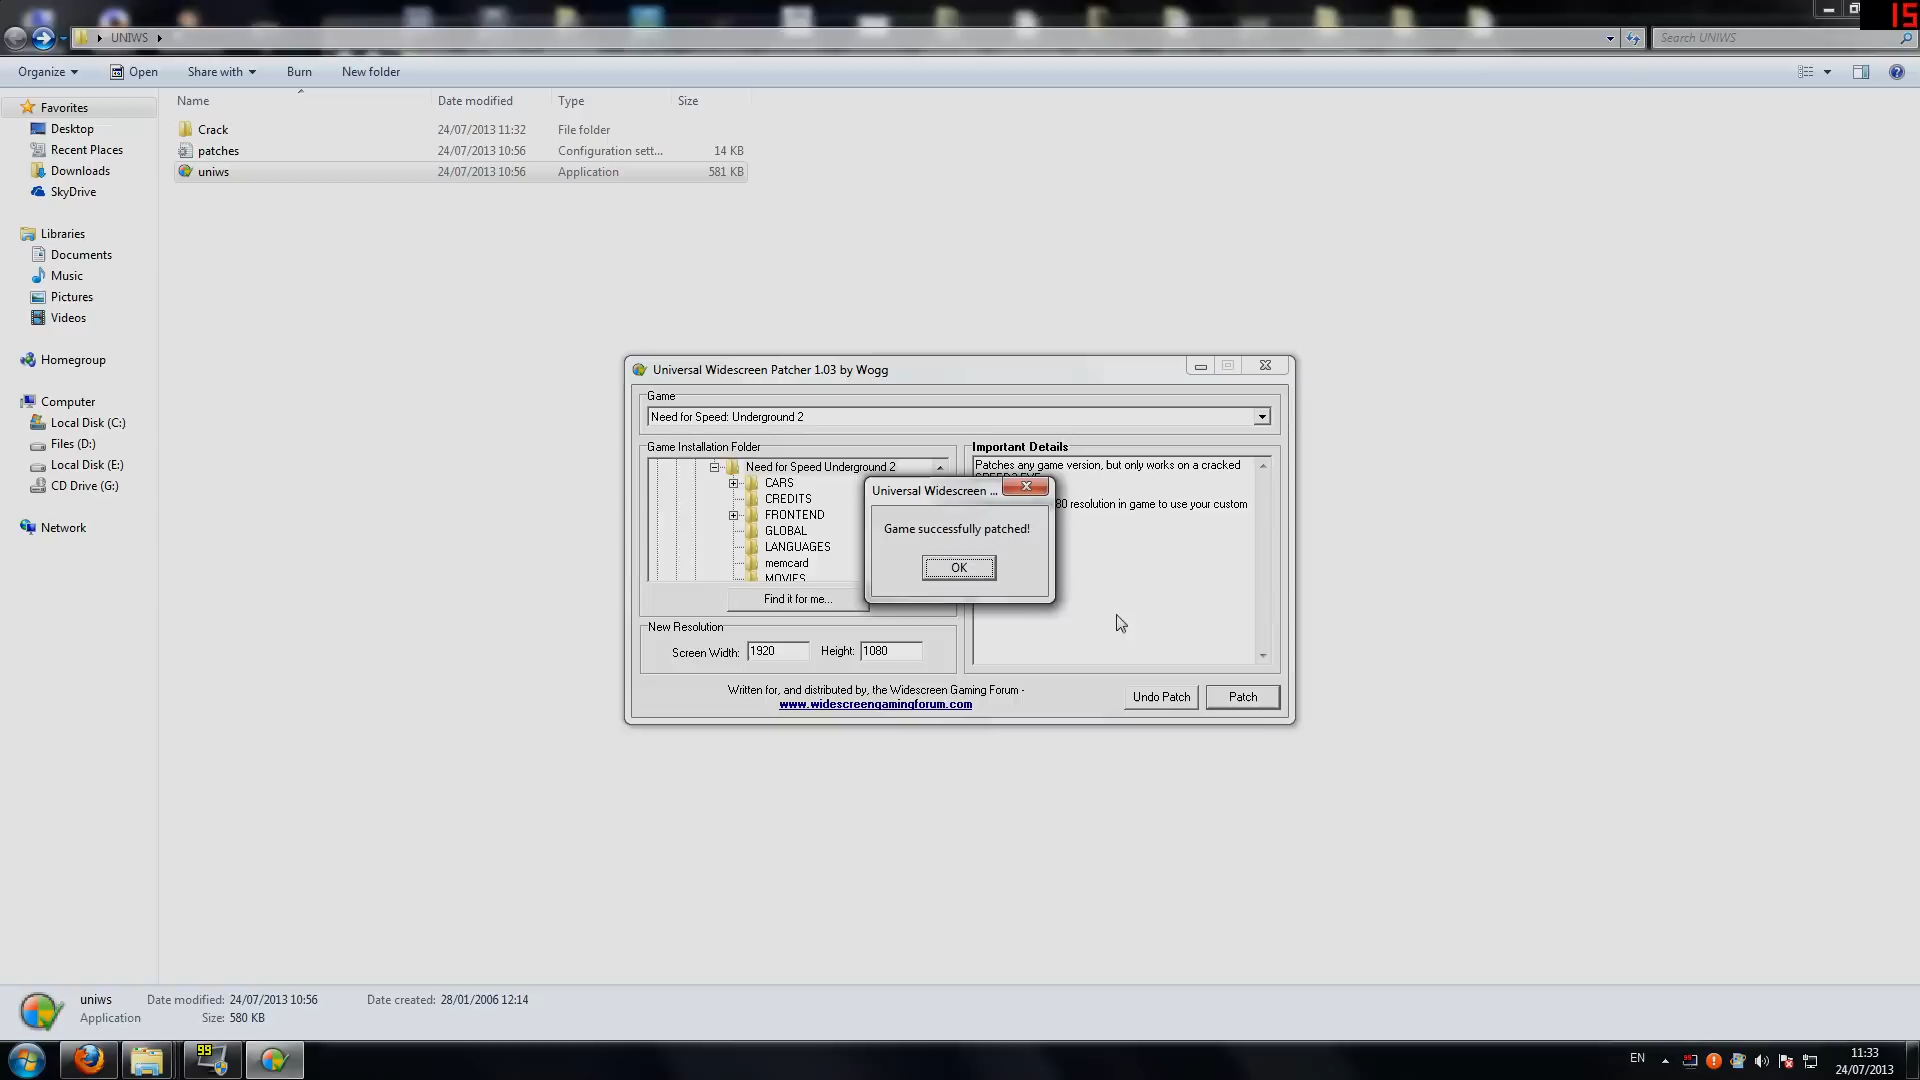 15
UNIWS
Search UNIWS
Organize
Open
Share with
Burn
New folder
Name
Date modified
Type
Size
Favorites
Desktop
Recent Places
Downloads
SkyDrive
Libraries
Documents
Music
Pictures
Videos
Homegroup
Computer
Local Disk (C:)
Files (D:)
Local Disk (E:)
CD Drive (G:)
Network
Crack 24/07/2013 11:32 File folder
patches 24/07/2013 10:56 Configuration sett... 14 KB
uniws 24/07/2013 10:56 Application 581 KB
Universal Widescreen Patcher 1.03 by Wogg
Game
Need for Speed: Underground 2
Game Installation Folder
Need for Speed Underground 2
CARS
CREDITS
FRONTEND
GLOBAL
LANGUAGES
memcard
MOVIES
Find it for me...
Important Details
Patches any game version, but only works on a cracked
80 resolution in game to use your custom
Universal Widescreen ...
Game successfully patched!
OK
New Resolution
Screen Width: 1920 Height: 1080
Written for, and distributed by, the Widescreen Gaming Forum -
www.widescreengamingforum.com
Undo Patch
Patch
uniws Date modified: 24/07/2013 10:56 Date created: 28/01/2006 12:14
Application Size: 580 KB
99
EN
11:33
24/07/2013